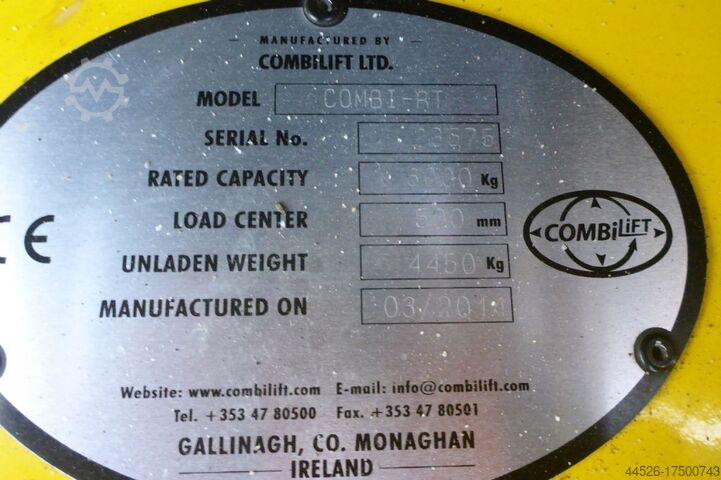 MANUFACTURED BY
COMBILIFT LTD.
MODEL COMBI-RT
SERIAL No.
RATED CAPACITY Kg
LOAD CENTER mm
CE
COMBiLiFT
UNLADEN WEIGHT 4450 Kg
MANUFACTURED ON
Website: www.combilift.com E-mail: info@combilift.com
Tel. +353 47 80500 Fax. +353 47 80501
GALLINAGH, CO. MONAGHAN
IRELAND
44526-17500743